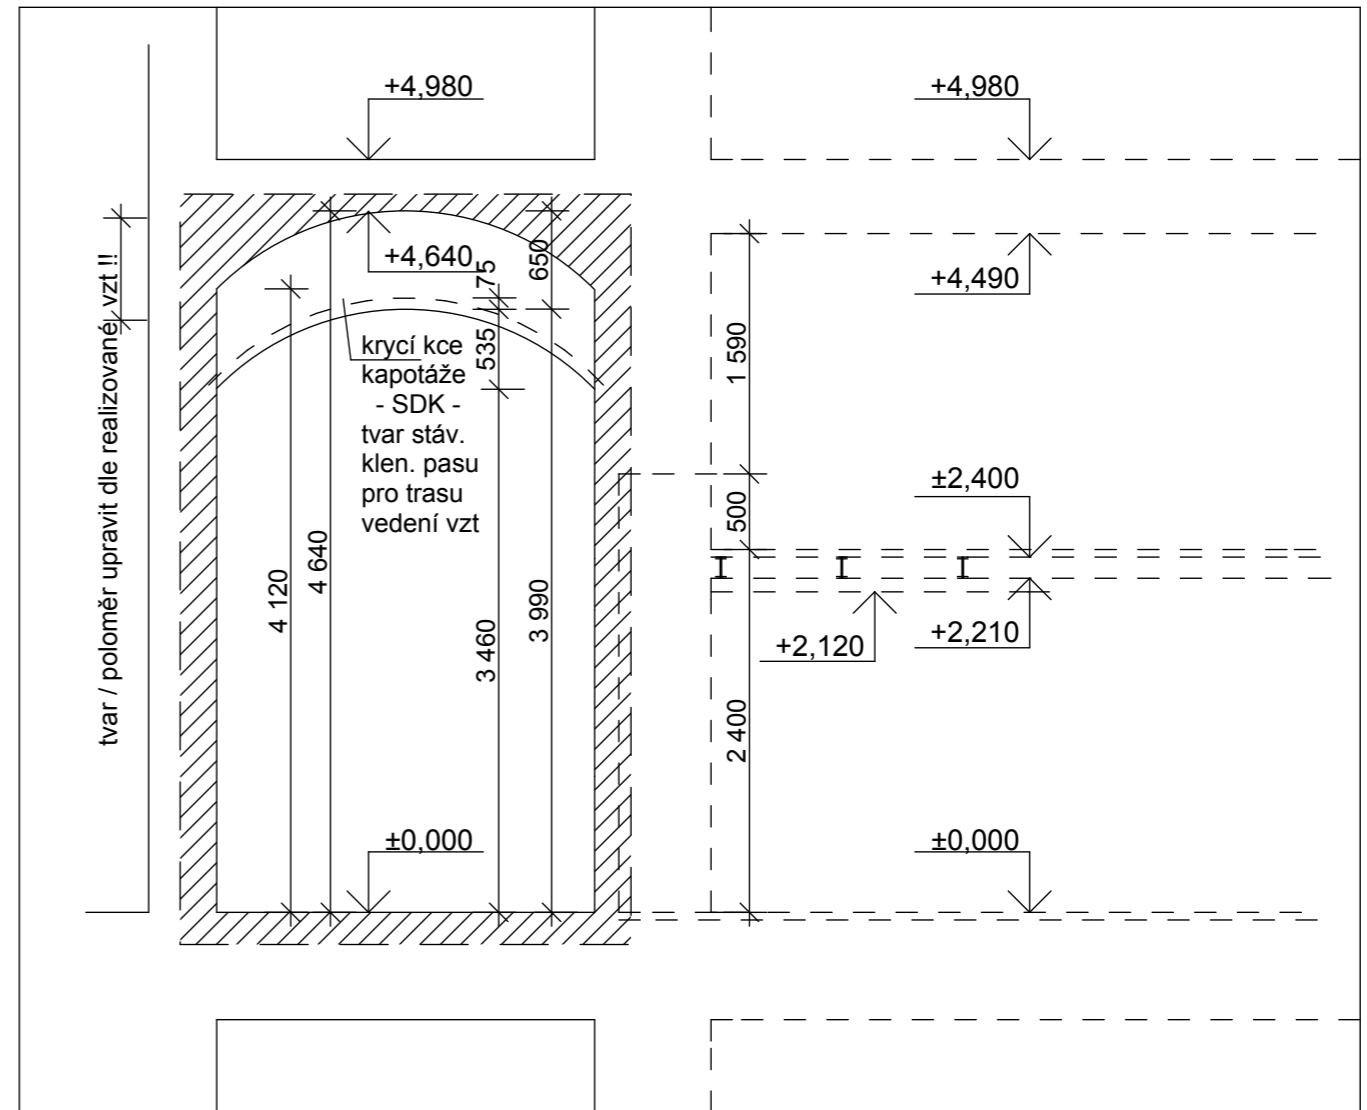 +4,980
+4,980
+4,640
75
650
+4,490
tvar / poloměr upravit dle realizované vzt !!
krycí kce
kapotáže
- SDK -
tvar stáv.
klen. pasu
pro trasu
vedení vzt
535
1 590
±2,400
500
4 120
4 640
3 460
3 990
+2,120
+2,210
2 400
±0,000
±0,000